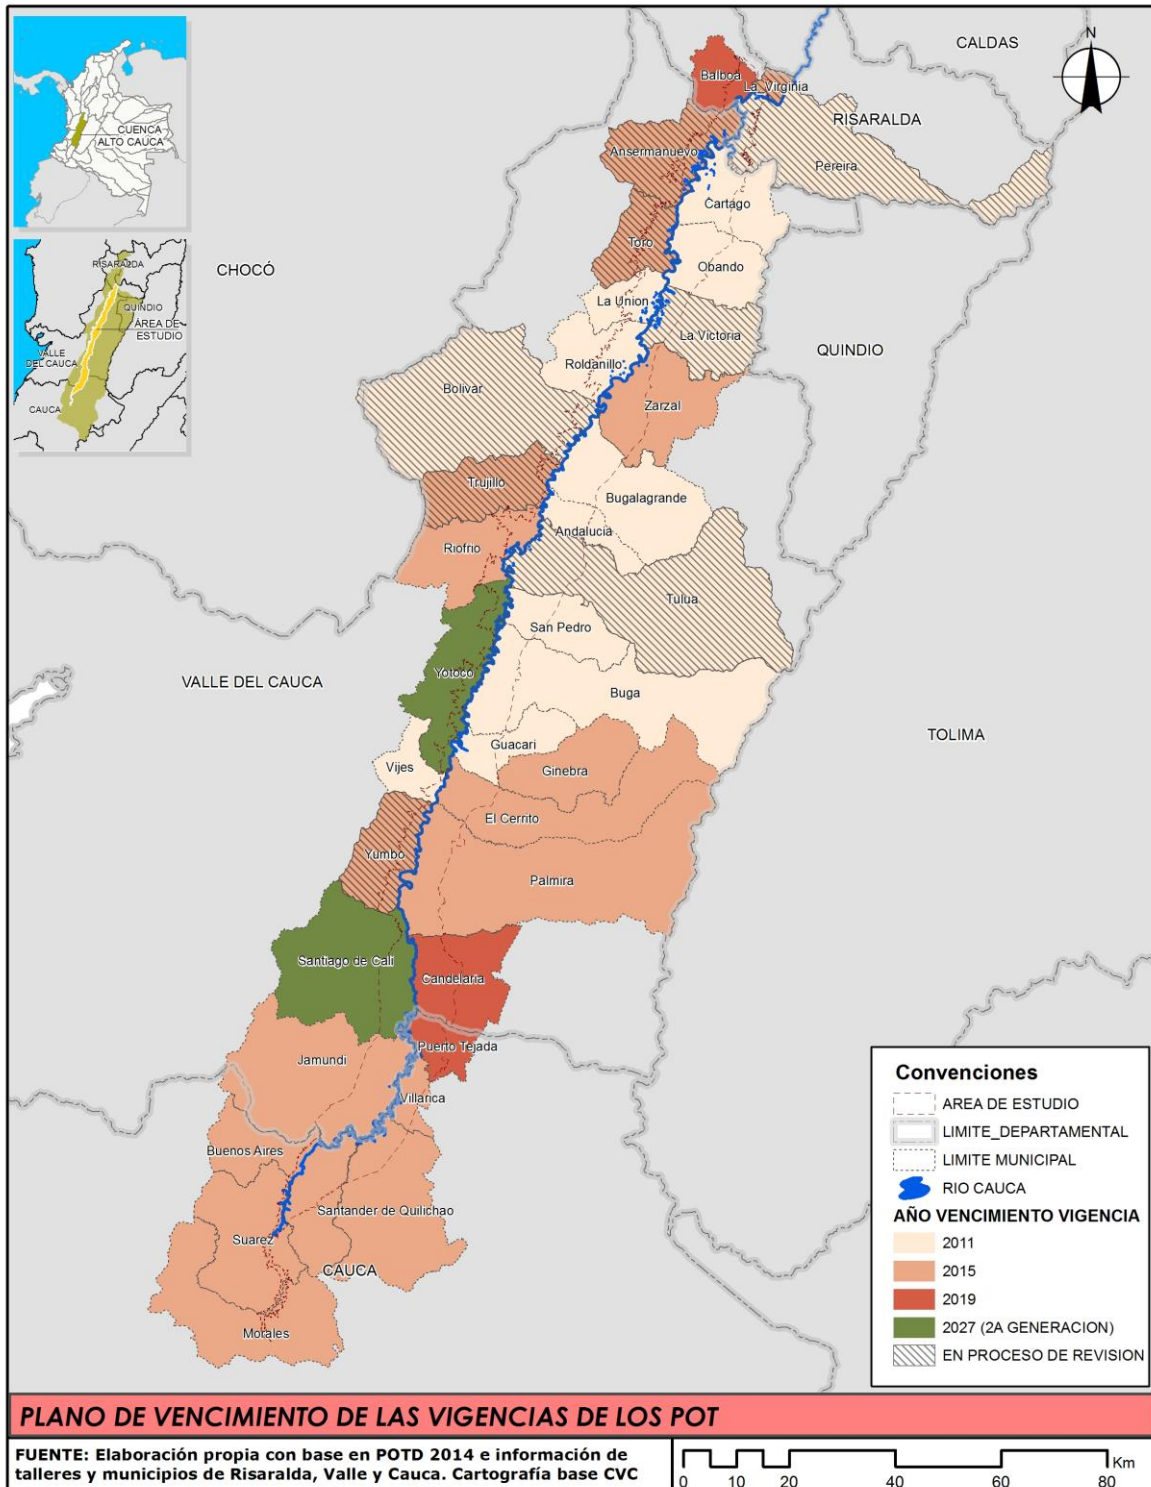 CUENCA
ALTO CAUCA
RISARALDA
QUINDIO
ÁREA DE
ESTUDIO
VALLE
DEL CAUCA
CAUCA
N
CALDAS
Balboa
La_Virginia
RISARALDA
Ansermanuevo
Pereira
Cartago
Toro
CHOCÓ
Obando
La Union
La Victoria
QUINDIO
Roldanillo
Bolivar
Zarzal
Trujillo
Bugalagrande
Andalucia
Riofrio
Tulua
San Pedro
Yotoco
VALLE DEL CAUCA
Buga
TOLIMA
Guacari
Vijes
Ginebra
El Cerrito
Yumbo
Palmira
Santiago de Cali
Candelaria
Puerto Tejada
Jamundi
Villarica
Buenos Aires
Santander de Quilichao
Suarez
CAUCA
Morales
Convenciones
AREA DE ESTUDIO
LIMITE_DEPARTAMENTAL
LIMITE MUNICIPAL
RIO CAUCA
AÑO VENCIMIENTO VIGENCIA
2011
2015
2019
2027 (2A GENERACION)
EN PROCESO DE REVISION
PLANO DE VENCIMIENTO DE LAS VIGENCIAS DE LOS POT
FUENTE: Elaboración propia con base en POTD 2014 e información de
talleres y municipios de Risaralda, Valle y Cauca. Cartografía base CVC
Km
0 10 20 40 60 80